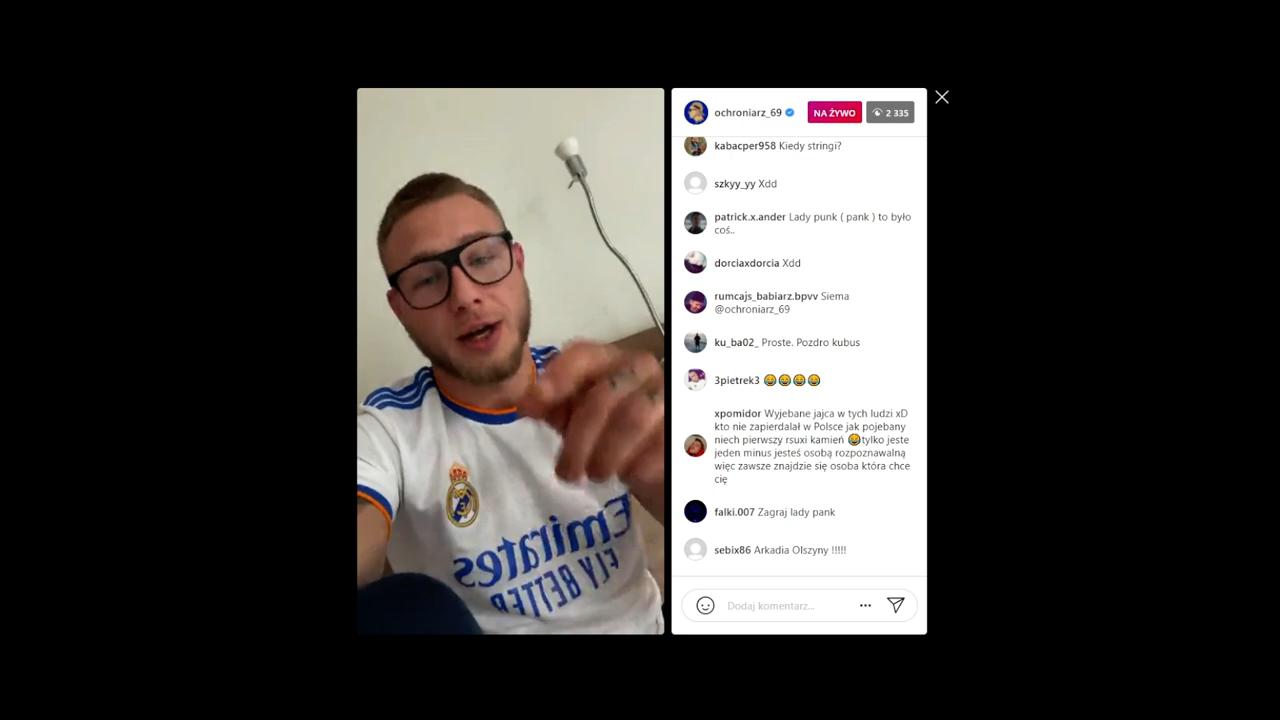 ochroniarz_69
NA ŻYWO
2 335
kabacper958 Kiedy stringi?
szkyy_yy Xdd
patrick.x.ander Lady punk ( pank ) to było
coś..
dorciaxdorcia Xdd
rumcajs_babiarz.bpvv Siema
@ochroniarz_69
ku_ba02_ Proste. Pozdro kubus
3pietrek3 😂😂😂😂
xpomidor Wyjebane jajca w tych ludzi xD
kto nie zapierdalał w Polsce jak pojebany
niech pierwszy rsuxi kamień 😂tylko jeste
jeden minus jesteś osobą rozpoznawalną
więc zawsze znajdzie się osoba która chce
cię
falki.007 Zagraj lady pank
sebix86 Arkadia Olszyny !!!!!
Dodaj komentarz...
Emirates
FLY BETTER